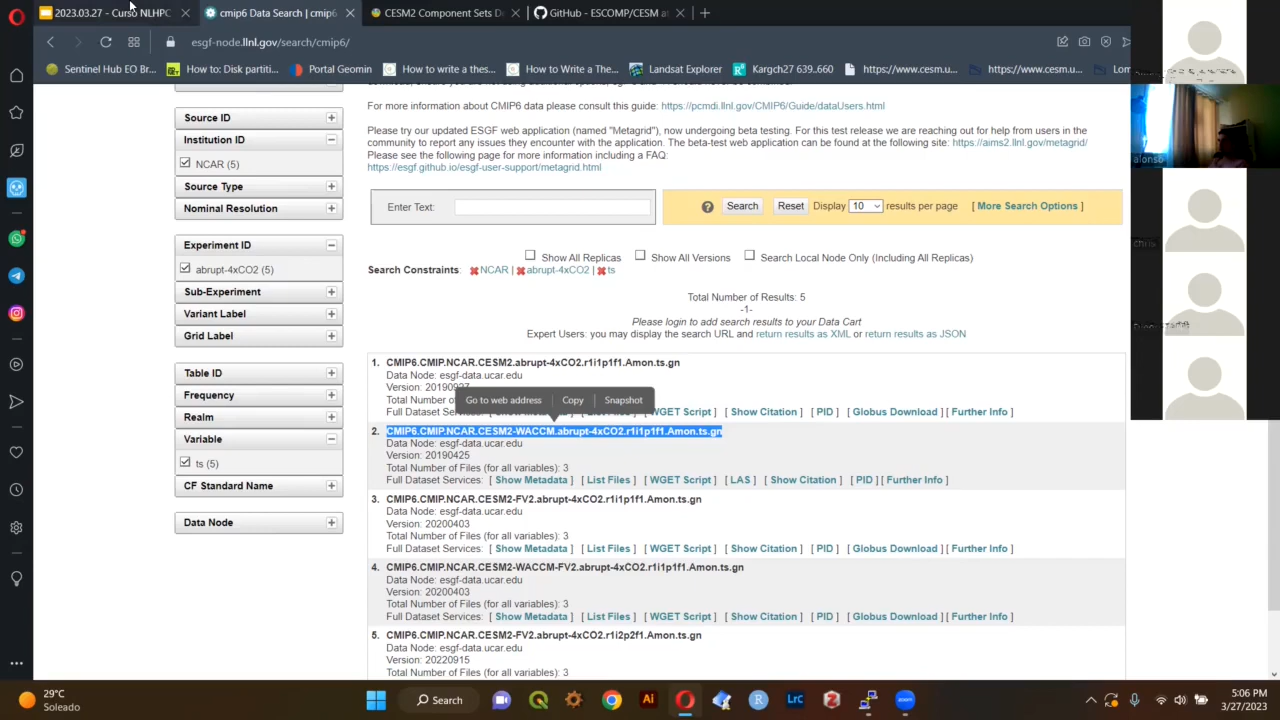 2023.03.27 - Curso NLHPC
cmip6 Data Search | cmip6
CESM2 Component Sets De
GitHub - ESCOMP/CESM at
esgf-node.llnl.gov/search/cmip6/
Sentinel Hub EO Br...
How to: Disk partiti...
Portal Geomin
How to write a thes...
How to Write a The...
Landsat Explorer
Kargch27 639.660
https://www.cesm.u...
https://www.cesm.u...
Lom
For more information about CMIP6 data please consult this guide: https://pcmdi.llnl.gov/CMIP6/Guide/dataUsers.html
Please try our updated ESGF web application (named "Metagrid"), now undergoing beta testing. For this test release we are reaching out for help from users in the
community to report any issues they encounter with the application. The beta-test web application can be found at the following site: https://aims2.llnl.gov/metagrid/
Please see the following page for more information including a FAQ:
https://esgf.github.io/esgf-user-support/metagrid.html
Source ID
Institution ID
NCAR (5)
Source Type
Nominal Resolution
Experiment ID
abrupt-4xCO2 (5)
Sub-Experiment
Variant Label
Grid Label
Table ID
Frequency
Realm
Variable
ts (5)
CF Standard Name
Data Node
Enter Text:
Search
Reset
Display 10 results per page
[ More Search Options ]
Show All Replicas
Show All Versions
Search Local Node Only (Including All Replicas)
Search Constraints: NCAR | abrupt-4xCO2 | ts
Total Number of Results: 5
-1-
Please login to add search results to your Data Cart
Expert Users: you may display the search URL and return results as XML or return results as JSON
1. CMIP6.CMIP.NCAR.CESM2.abrupt-4xCO2.r1i1p1f1.Amon.ts.gn
Data Node: esgf-data.ucar.edu
Version: 20190927
Total Number of
Go to web address
Copy
Snapshot
Full Dataset Services: [ Show Metadata ] [ List Files ] [ WGET Script ] [ Show Citation ] [ PID ] [ Globus Download ] [ Further Info ]
2. CMIP6.CMIP.NCAR.CESM2-WACCM.abrupt-4xCO2.r1i1p1f1.Amon.ts.gn
Data Node: esgf-data.ucar.edu
Version: 20190425
Total Number of Files (for all variables): 3
Full Dataset Services: [ Show Metadata ] [ List Files ] [ WGET Script ] [ LAS ] [ Show Citation ] [ PID ] [ Further Info ]
3. CMIP6.CMIP.NCAR.CESM2-FV2.abrupt-4xCO2.r1i1p1f1.Amon.ts.gn
Data Node: esgf-data.ucar.edu
Version: 20200403
Total Number of Files (for all variables): 3
Full Dataset Services: [ Show Metadata ] [ List Files ] [ WGET Script ] [ Show Citation ] [ PID ] [ Globus Download ] [ Further Info ]
4. CMIP6.CMIP.NCAR.CESM2-WACCM-FV2.abrupt-4xCO2.r1i1p1f1.Amon.ts.gn
Data Node: esgf-data.ucar.edu
Version: 20200403
Total Number of Files (for all variables): 3
Full Dataset Services: [ Show Metadata ] [ List Files ] [ WGET Script ] [ Show Citation ] [ PID ] [ Globus Download ] [ Further Info ]
5. CMIP6.CMIP.NCAR.CESM2-FV2.abrupt-4xCO2.r1i2p2f1.Amon.ts.gn
Data Node: esgf-data.ucar.edu
Version: 20220915
Total Number of Files (for all variables): 3
alonso
chris
29°C
Soleado
Search
Ai
R
Lrc
Z
zoom
5:06 PM
3/27/2023